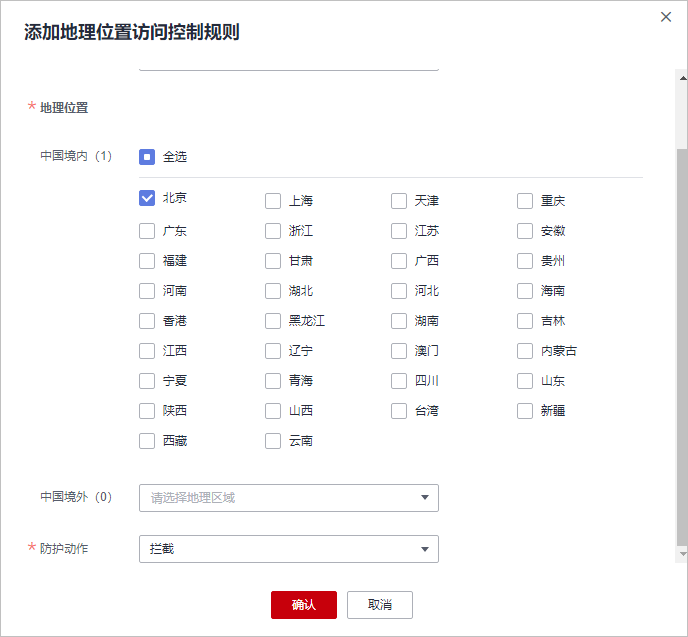 添加地理位置访问控制规则
* 地理位置
中国境内（1） 全选
北京 上海 天津 重庆
广东 浙江 江苏 安徽
福建 甘肃 广西 贵州
河南 湖北 河北 海南
香港 黑龙江 湖南 吉林
江西 辽宁 澳门 内蒙古
宁夏 青海 四川 山东
陕西 山西 台湾 新疆
西藏 云南
中国境外（0） 请选择地理区域
* 防护动作 拦截
确认 取消